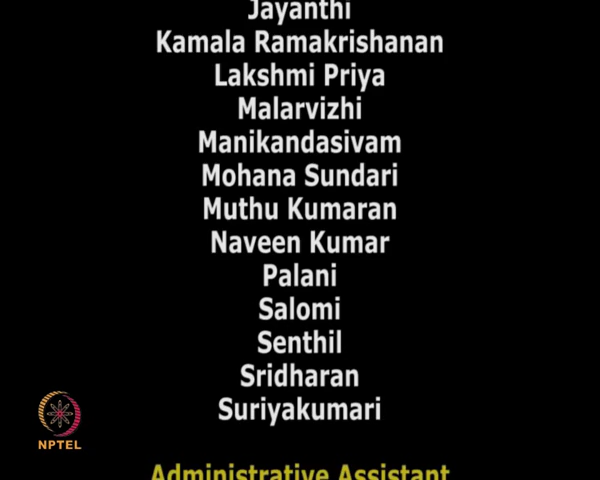 Jayanthi
Kamala Ramakrishanan
Lakshmi Priya
Malarvizhi
Manikandasivam
Mohana Sundari
Muthu Kumaran
Naveen Kumar
Palani
Salomi
Senthil
Sridharan
Suriyakumari
NPTEL
Administrative Assistant